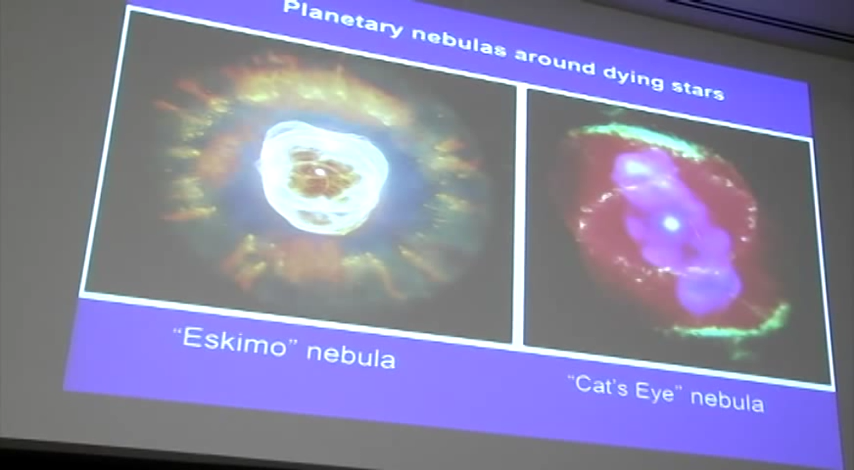 Planetary nebulas around dying stars
“Eskimo” nebula
“Cat’s Eye” nebula